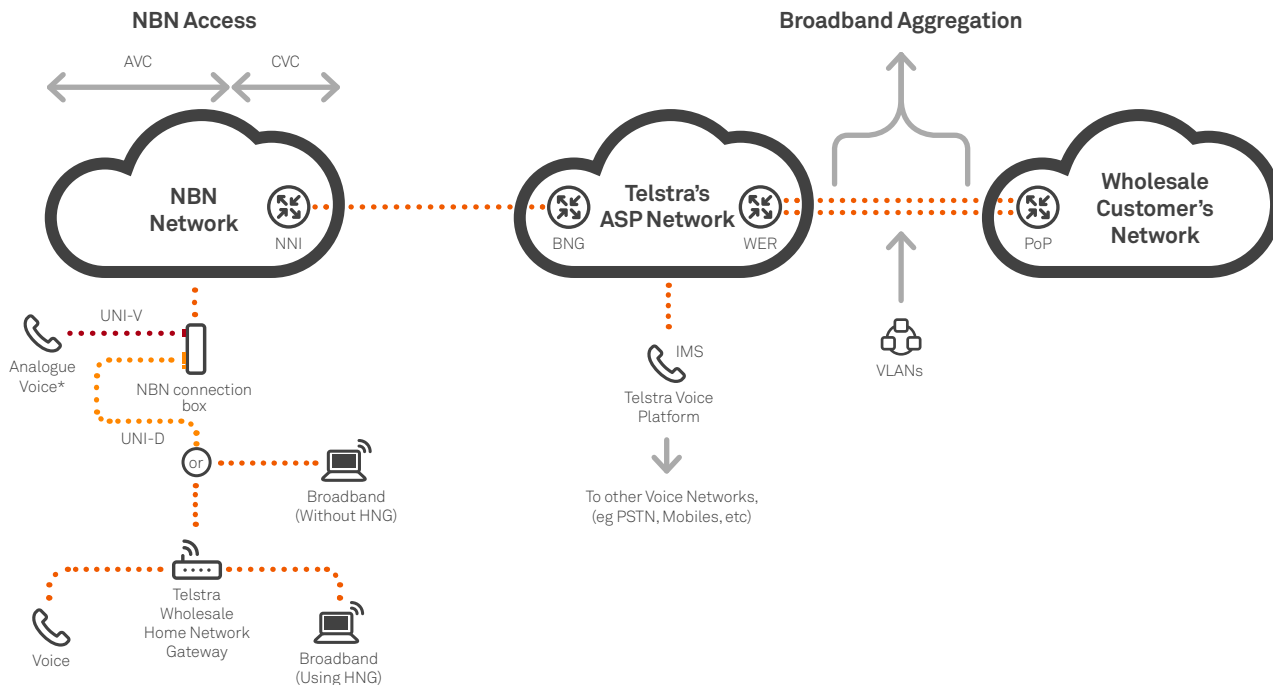 NBN Access
Broadband Aggregation
AVC
CVC
NBN
Network
NNI
Telstra's
ASP Network
BNG
WER
Wholesale
Customer's
Network
PoP
UNI-V
Analogue
Voice*
NBN connection
box
UNI-D
or
Broadband
(Without HNG)
Telstra
Wholesale
Home Network
Gateway
Voice
Broadband
(Using HNG)
IMS
Telstra Voice
Platform
To other Voice Networks,
(eg PSTN, Mobiles, etc)
VLANs